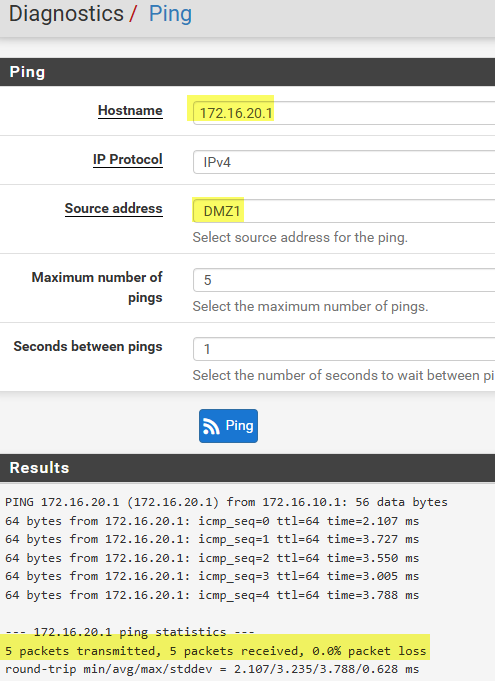 Diagnostics / Ping
Ping
Hostname
172.16.20.1
IP Protocol
IPv4
Source address
DMZ1
Select source address for the ping.
Maximum number of
pings
5
Select the maximum number of pings.
Seconds between pings
1
Select the number of seconds to wait between pi
Ping
Results
PING 172.16.20.1 (172.16.20.1) from 172.16.10.1: 56 data bytes
64 bytes from 172.16.20.1: icmp_seq=0 ttl=64 time=2.107 ms
64 bytes from 172.16.20.1: icmp_seq=1 ttl=64 time=3.727 ms
64 bytes from 172.16.20.1: icmp_seq=2 ttl=64 time=3.550 ms
64 bytes from 172.16.20.1: icmp_seq=3 ttl=64 time=3.005 ms
64 bytes from 172.16.20.1: icmp_seq=4 ttl=64 time=3.788 ms
--- 172.16.20.1 ping statistics ---
5 packets transmitted, 5 packets received, 0.0% packet loss
round-trip min/avg/max/stddev = 2.107/3.235/3.788/0.628 ms